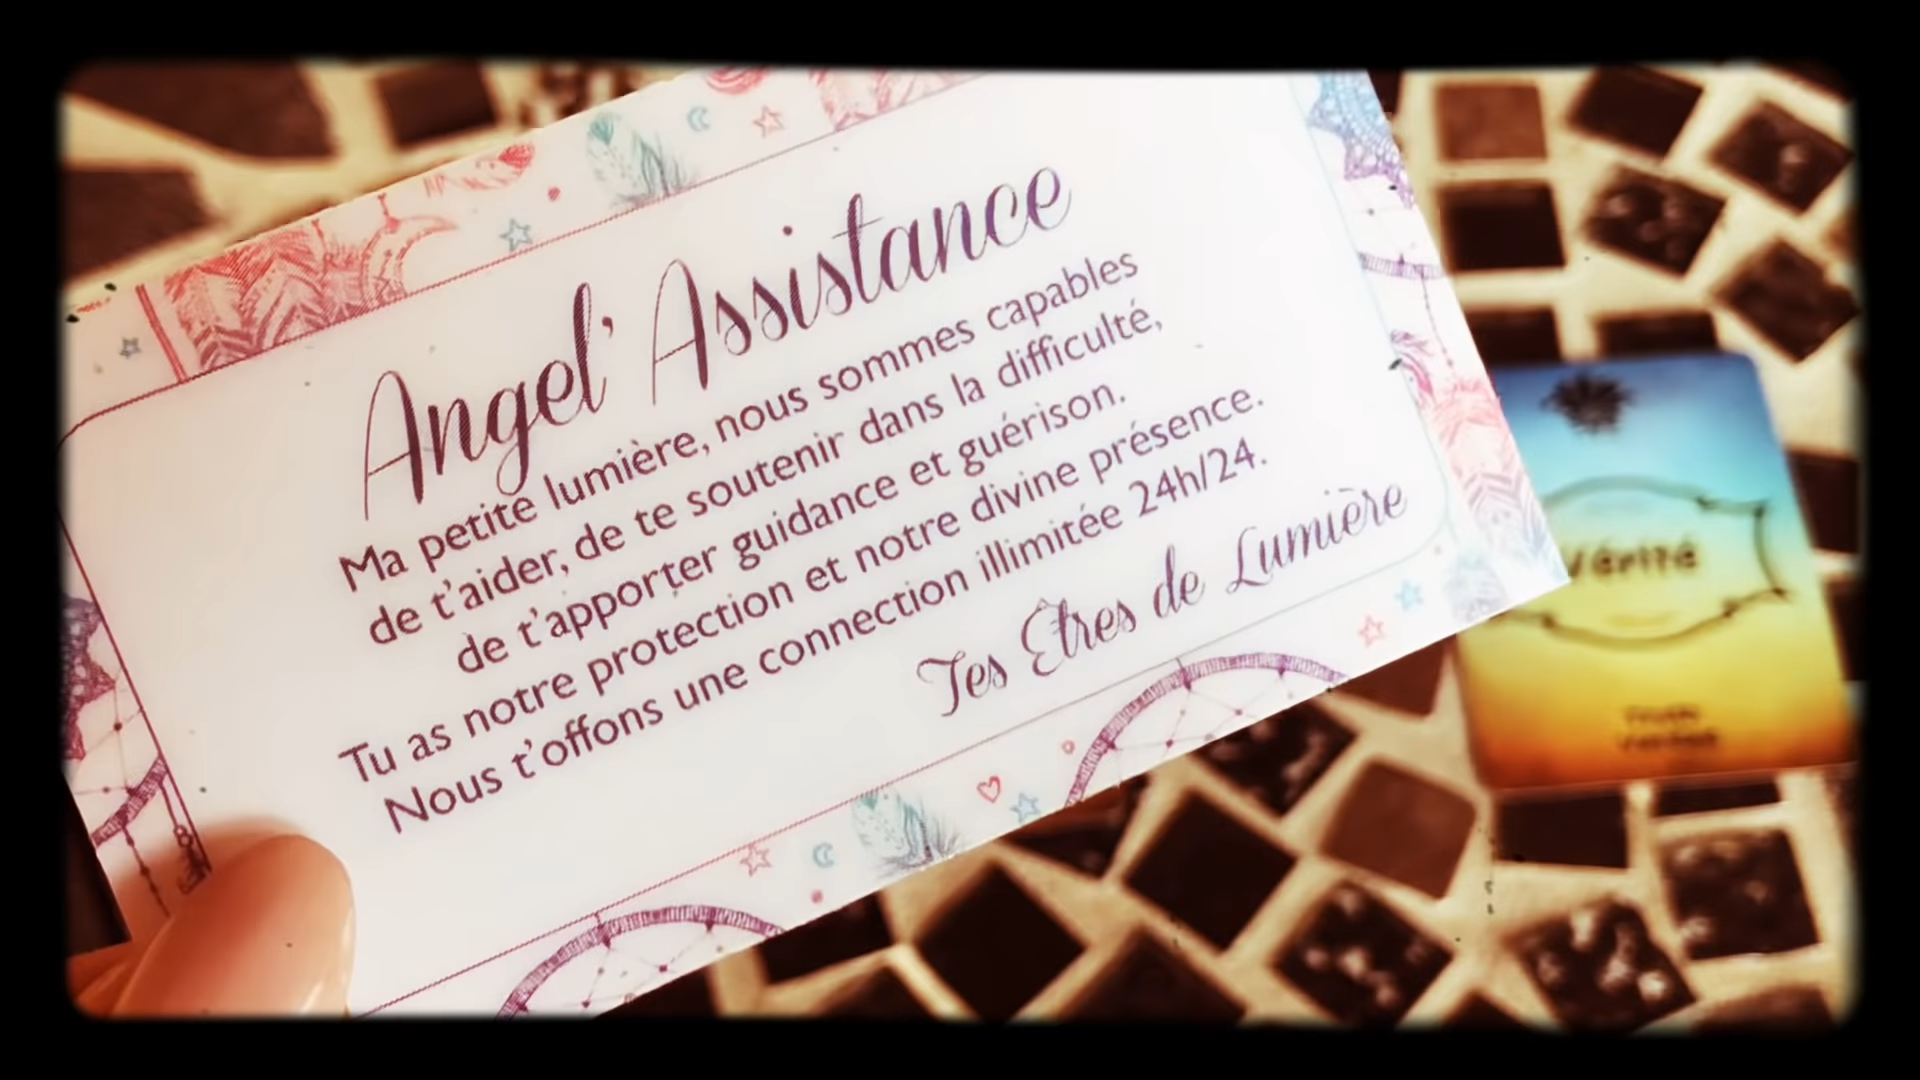 Angel' Assistance
Ma petite lumière, nous sommes capables
de t'aider, de te soutenir dans la difficulté,
de t'apporter guidance et guérison.
Tu as notre protection et notre divine présence.
Nous t'offons une connection illimitée 24h/24.
Tes Êtres de Lumière
Vérité